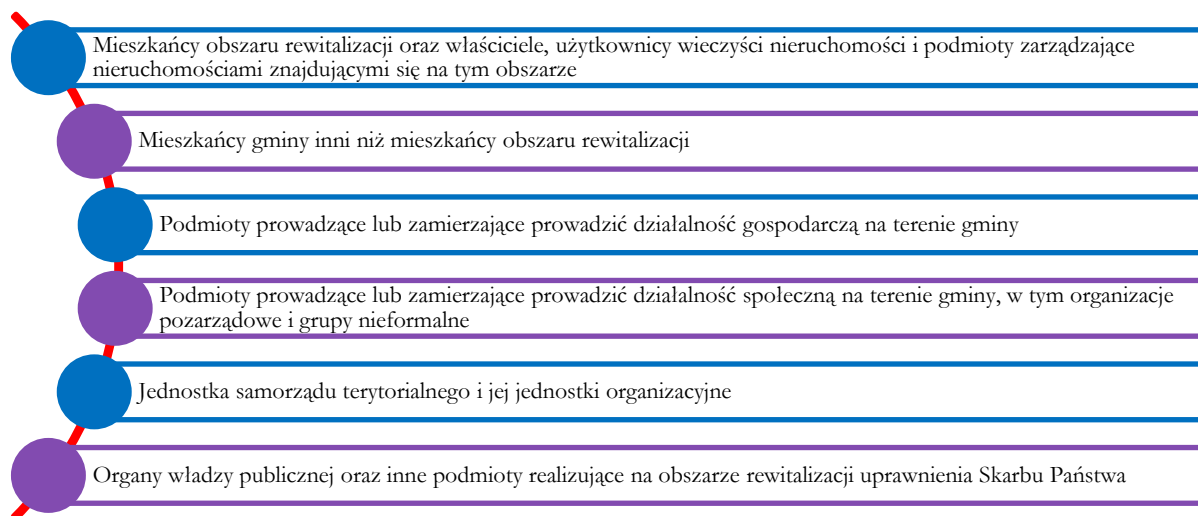 Mieszkańcy obszaru rewitalizacji oraz właściciele, użytkownicy wieczyści nieruchomości i podmioty zarządzające
nieruchomościami znajdującymi się na tym obszarze
Mieszkańcy gminy inni niż mieszkańcy obszaru rewitalizacji
Podmioty prowadzące lub zamierzające prowadzić działalność gospodarczą na terenie gminy
Podmioty prowadzące lub zamierzające prowadzić działalność społeczną na terenie gminy, w tym organizacje
pozarządowe i grupy nieformalne
Jednostka samorządu terytorialnego i jej jednostki organizacyjne
Organy władzy publicznej oraz inne podmioty realizujące na obszarze rewitalizacji uprawnienia Skarbu Państwa